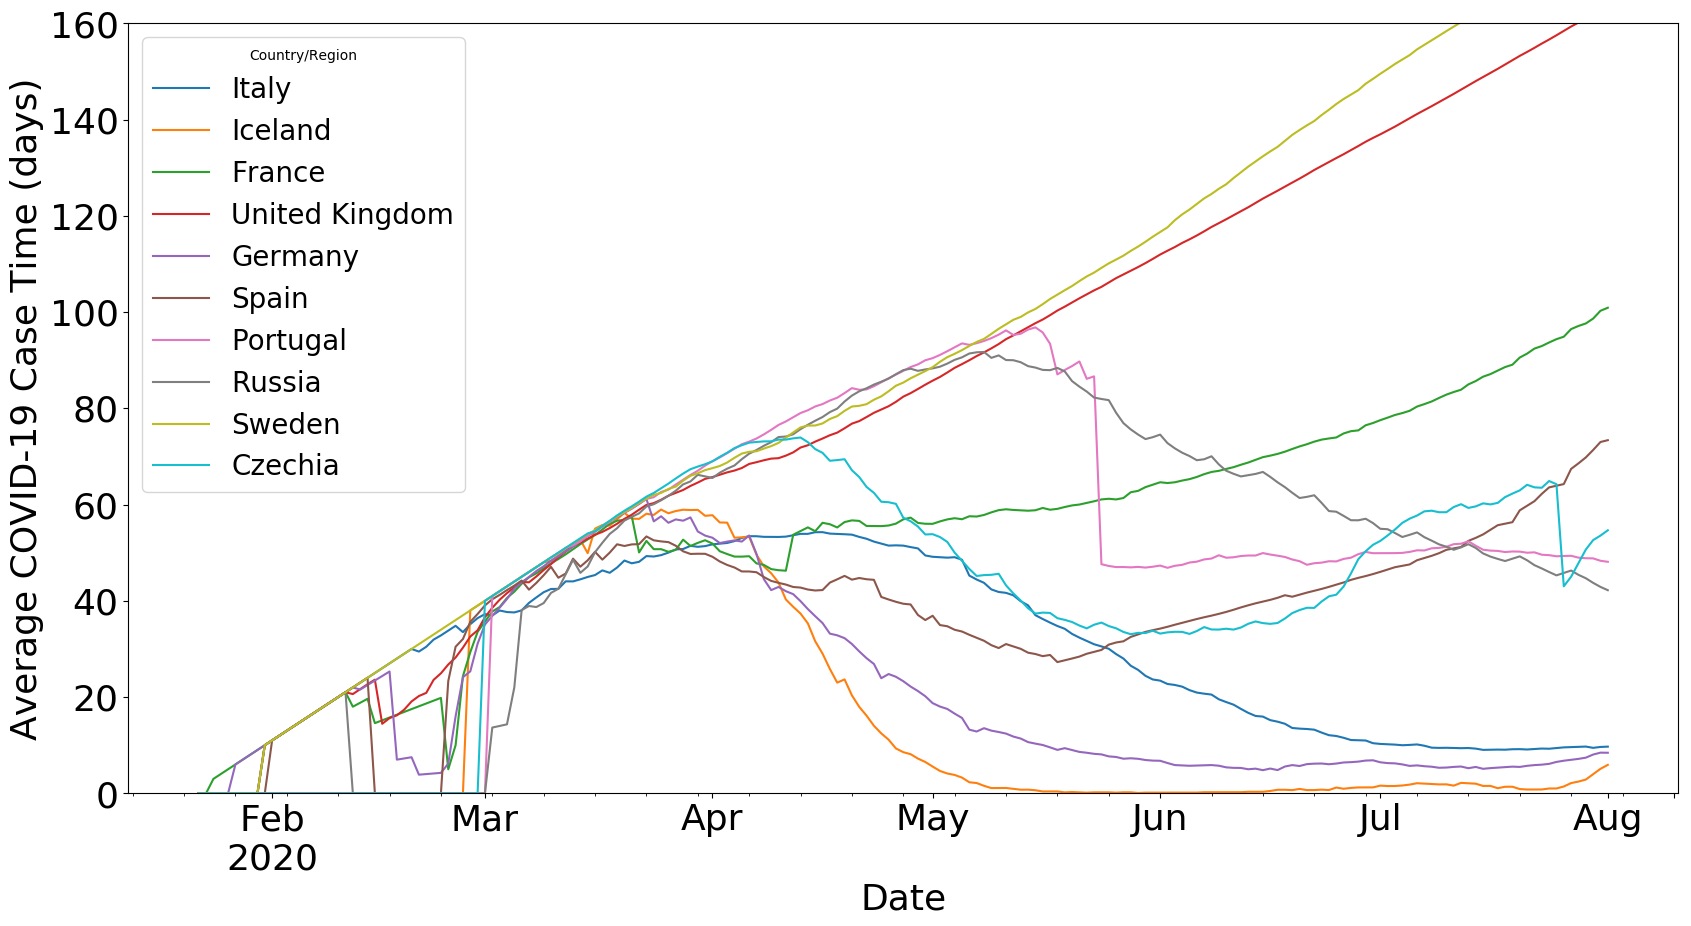 160
140
120
100
80
60
40
20
0
Average COVID-19 Case Time (days)
Country/Region
Italy
Iceland
France
United Kingdom
Germany
Spain
Portugal
Russia
Sweden
Czechia
Feb Mar Apr May Jun Jul Aug
2020
Date